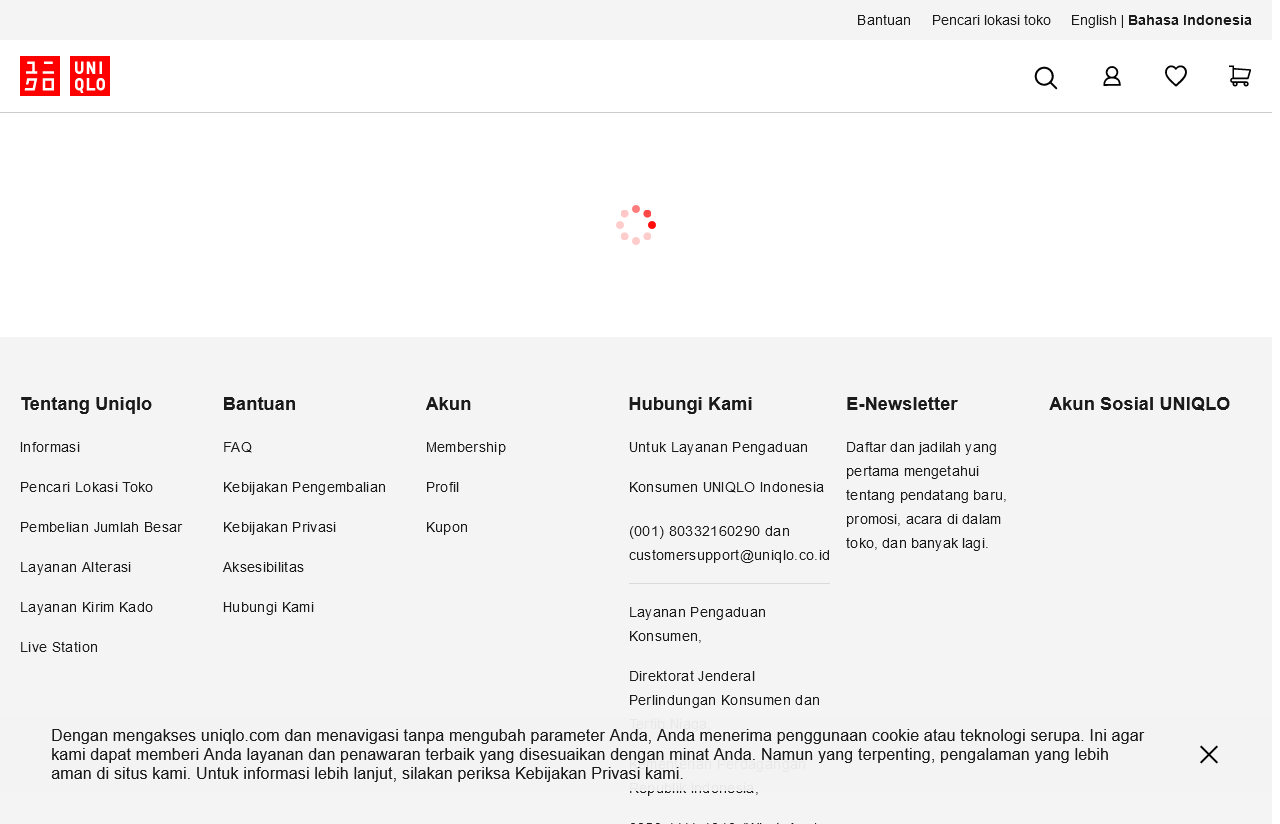 Bantuan
Pencari lokasi toko
English | Bahasa Indonesia
ユニクロ
UNIQLO
Tentang Uniqlo
Informasi
Pencari Lokasi Toko
Pembelian Jumlah Besar
Layanan Alterasi
Layanan Kirim Kado
Live Station
Bantuan
FAQ
Kebijakan Pengembalian
Kebijakan Privasi
Aksesibilitas
Hubungi Kami
Akun
Membership
Profil
Kupon
Hubungi Kami
Untuk Layanan Pengaduan
Konsumen UNIQLO Indonesia
(001) 80332160290 dan
customersupport@uniqlo.co.id
Layanan Pengaduan
Konsumen,
Direktorat Jenderal
Perlindungan Konsumen dan
Tertib Niaga
Republik Indonesia,
E-Newsletter
Daftar dan jadilah yang
pertama mengetahui
tentang pendatang baru,
promosi, acara di dalam
toko, dan banyak lagi.
Akun Sosial UNIQLO
Dengan mengakses uniqlo.com dan menavigasi tanpa mengubah parameter Anda, Anda menerima penggunaan cookie atau teknologi serupa. Ini agar
kami dapat memberi Anda layanan dan penawaran terbaik yang disesuaikan dengan minat Anda. Namun yang terpenting, pengalaman yang lebih
aman di situs kami. Untuk informasi lebih lanjut, silakan periksa Kebijakan Privasi kami.